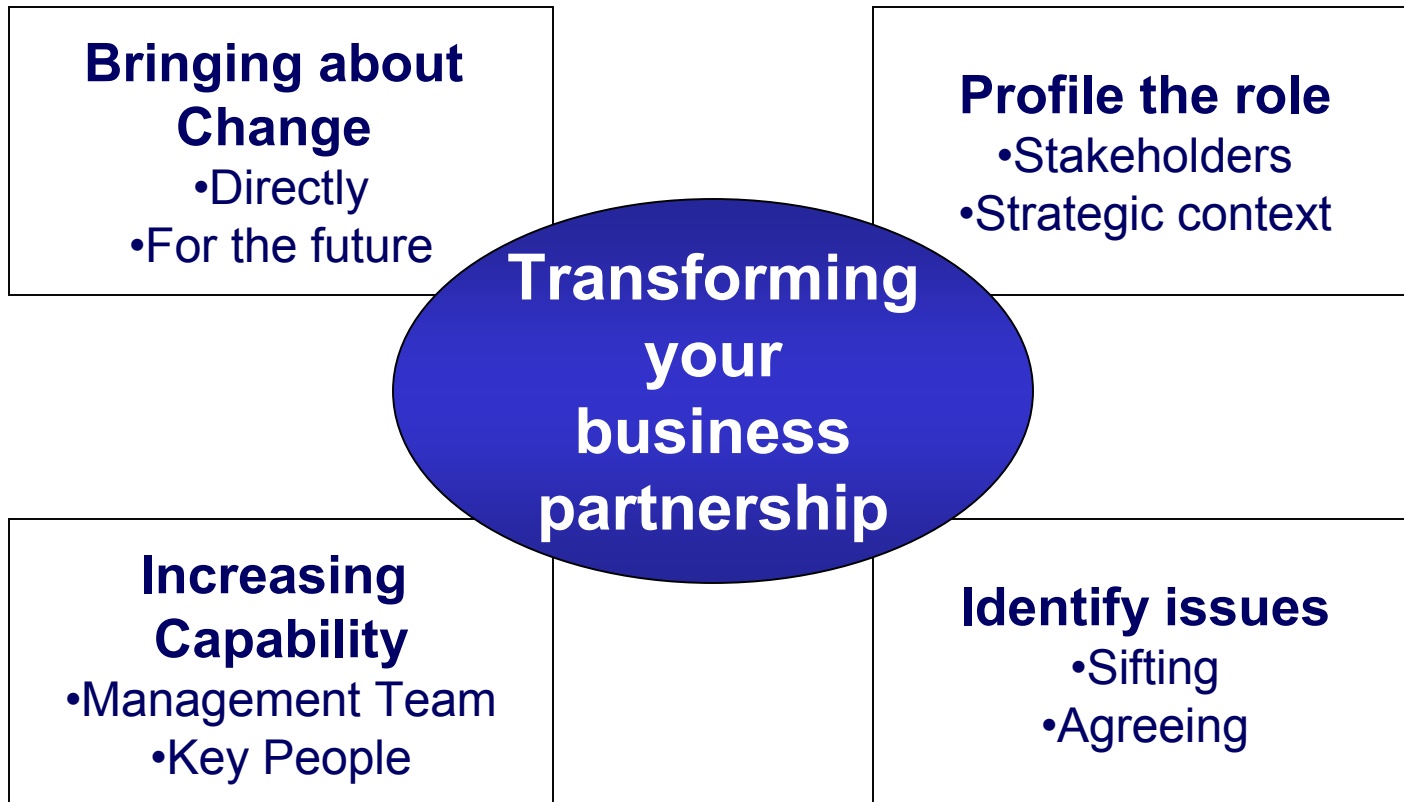 Bringing about
Change
•Directly
•For the future
Profile the role
•Stakeholders
•Strategic context
Transforming
your
business
partnership
Increasing
Capability
•Management Team
•Key People
Identify issues
•Sifting
•Agreeing